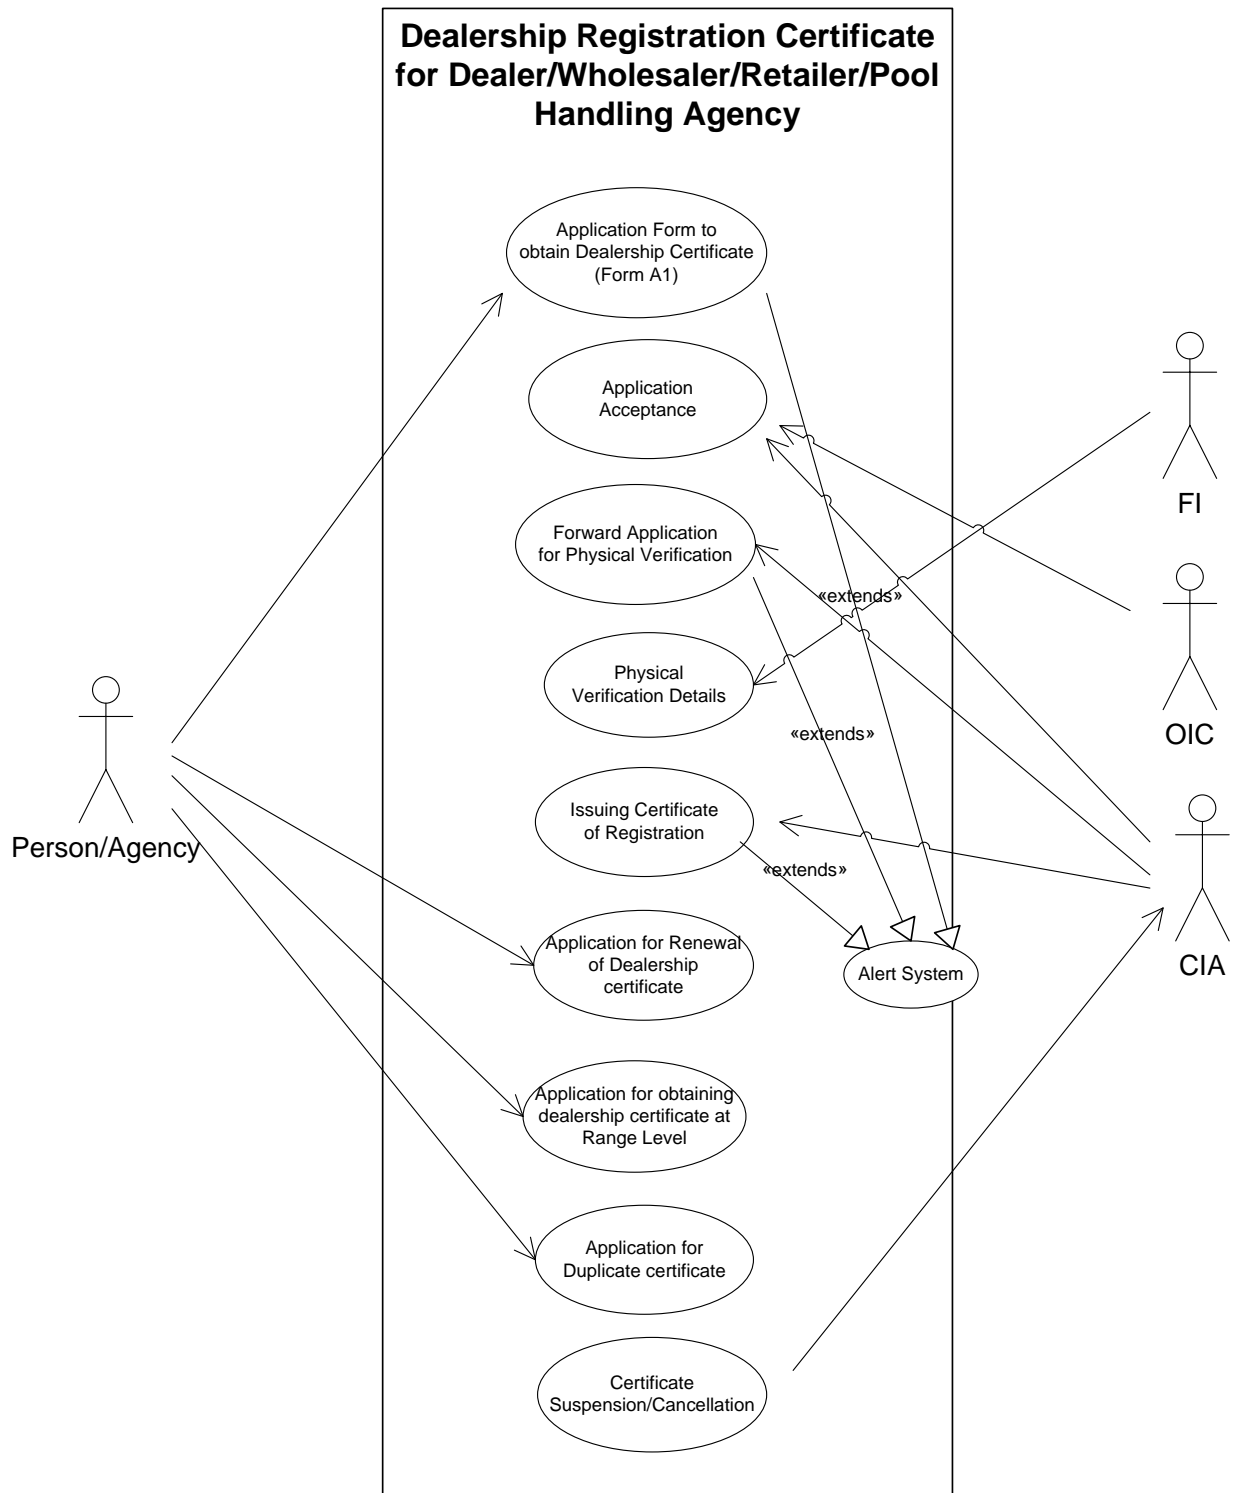 Dealership Registration Certificate
for Dealer/Wholesaler/Retailer/Pool
Handling Agency
Application Form to
obtain Dealership Certificate
(Form A1)
Application
Acceptance
FI
Forward Application
for Physical Verification
«extends»
Physical
Verification Details
OIC
«extends»
Person/Agency
Issuing Certificate
of Registration
«extends»
Application for Renewal
of Dealership
certificate
Alert System
CIA
Application for obtaining
dealership certificate at
Range Level
Application for
Duplicate certificate
Certificate
Suspension/Cancellation